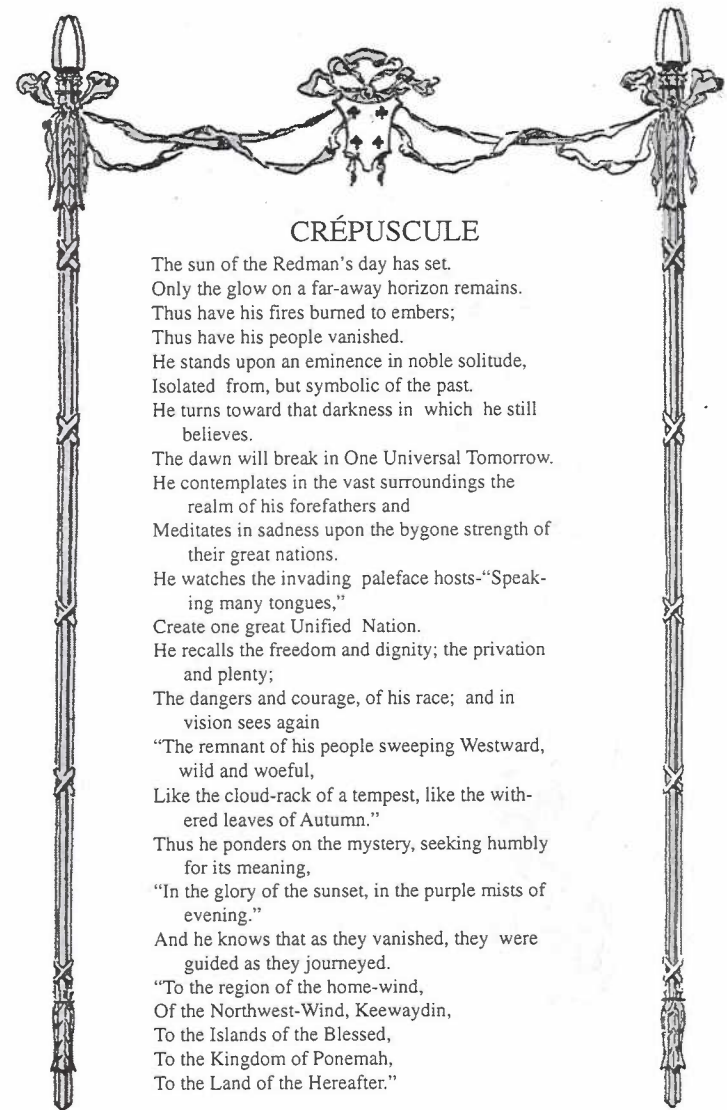 CRÉPUSCULE
The sun of the Redman's day has set.
Only the glow on a far-away horizon remains.
Thus have his fires burned to embers;
Thus have his people vanished.
He stands upon an eminence in noble solitude,
Isolated from, but symbolic of the past.
He turns toward that darkness in which he still
believes.
The dawn will break in One Universal Tomorrow.
He contemplates in the vast surroundings the
realm of his forefathers and
Meditates in sadness upon the bygone strength of
their great nations.
He watches the invading paleface hosts-“Speak-
ing many tongues,”
Create one great Unified Nation.
He recalls the freedom and dignity; the privation
and plenty;
The dangers and courage, of his race; and in
vision sees again
“The remnant of his people sweeping Westward,
wild and woeful,
Like the cloud-rack of a tempest, like the with-
ered leaves of Autumn.”
Thus he ponders on the mystery, seeking humbly
for its meaning,
“In the glory of the sunset, in the purple mists of
evening.”
And he knows that as they vanished, they were
guided as they journeyed.
“To the region of the home-wind,
Of the Northwest-Wind, Keewaydin,
To the Islands of the Blessed,
To the Kingdom of Ponemah,
To the Land of the Hereafter.”